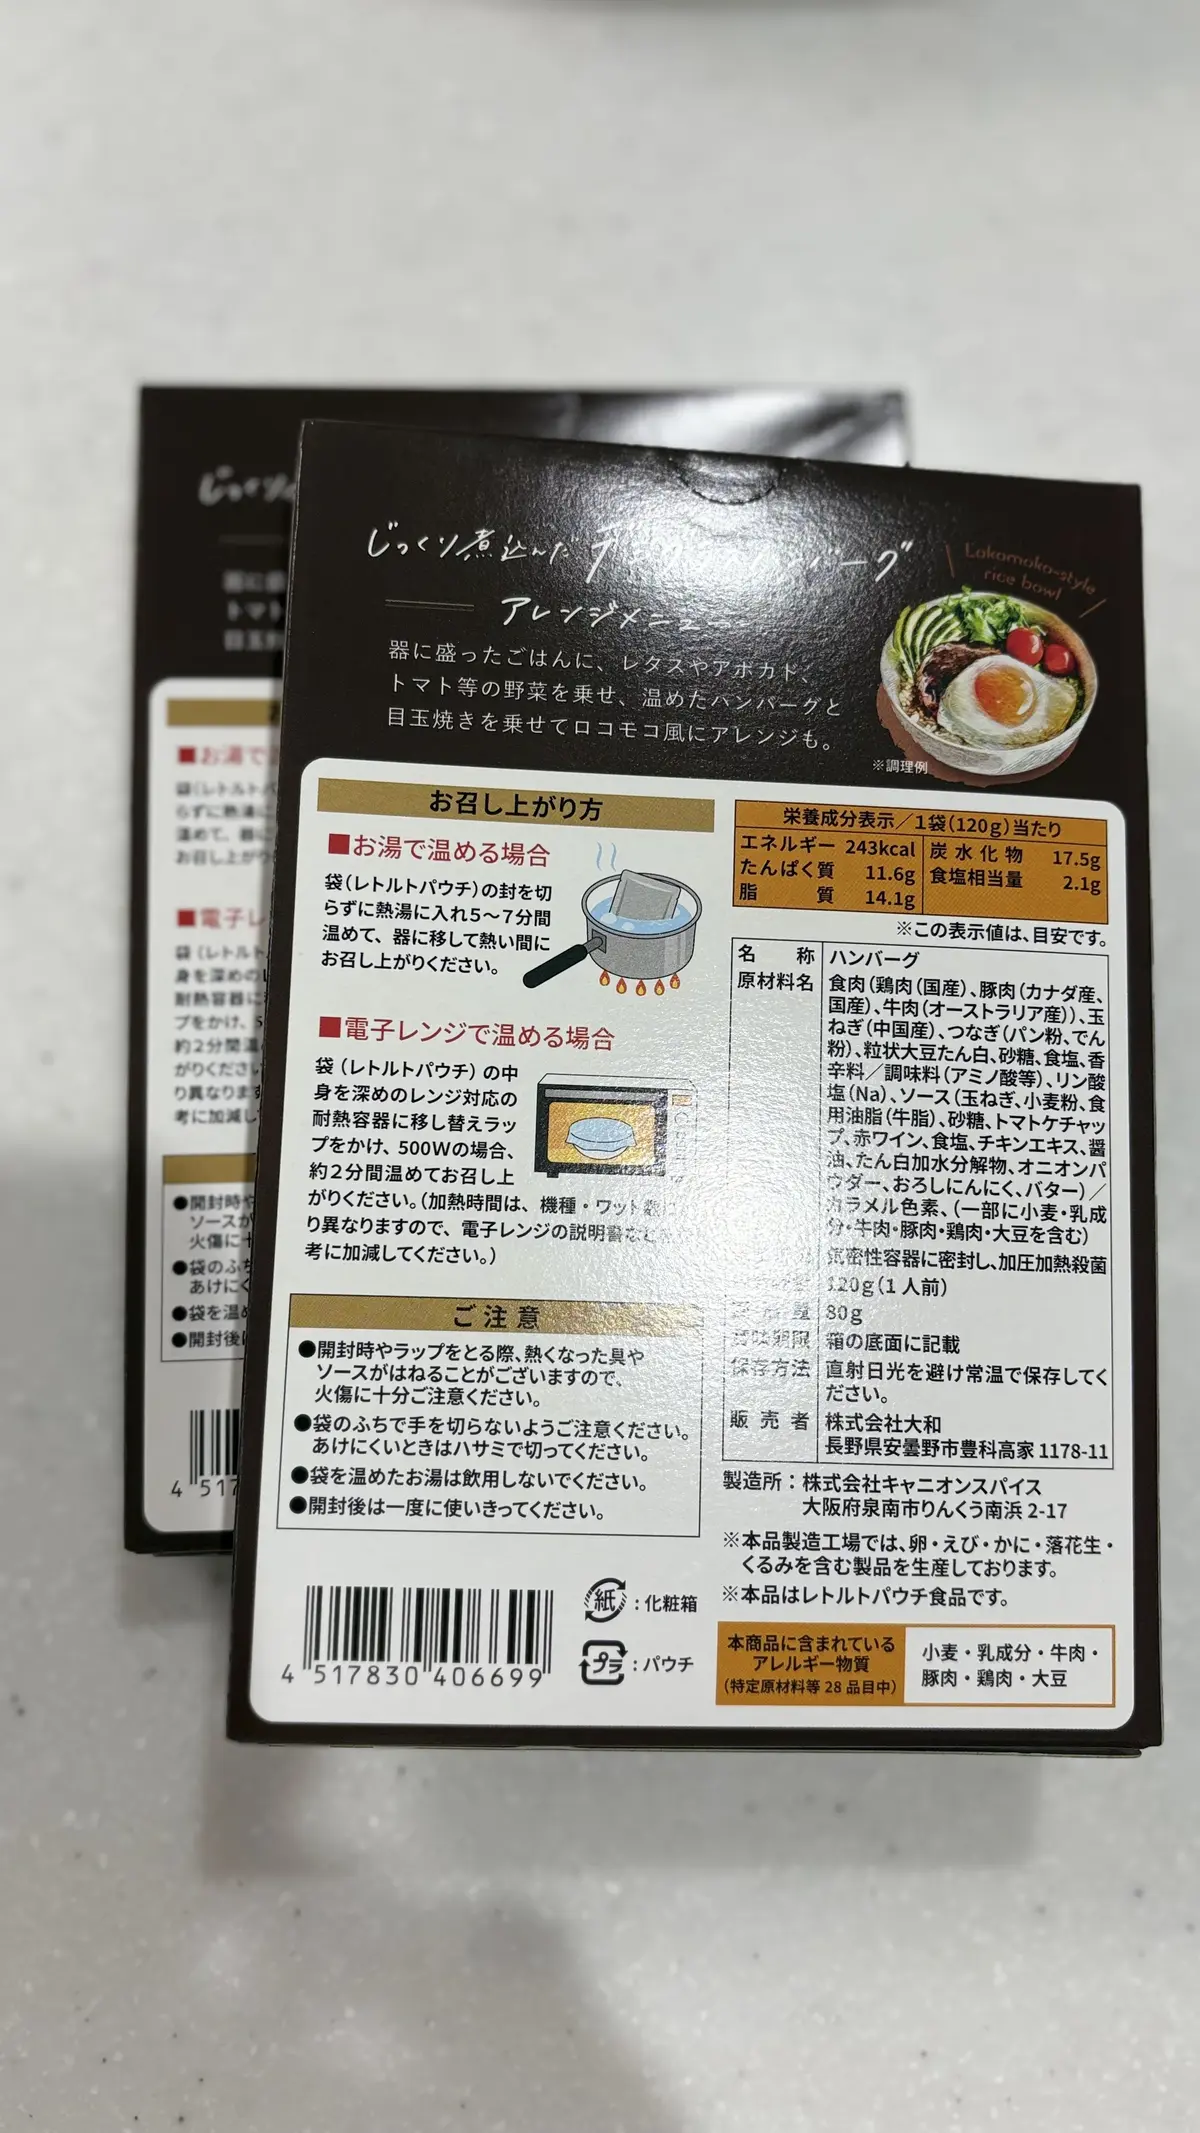 じっくり煮込んだ
アレンジメニュー
器に盛ったごはんに、レタスやアボカド、
トマト等の野菜を乗せ、温めたハンバーグと
目玉焼きを乗せてロコモコ風にアレンジも。
Lokomoko-style
rice bowl
※調理例
お召し上がり方
■お湯で温める場合
袋(レトルトパウチ)の封を切
らずに熱湯に入れ5～7分間
温めて、器に移して熱い間に
お召し上がりください。
■電子レンジで温める場合
袋(レトルトパウチ)の中
身を深めのレンジ対応の
耐熱容器に移し替えラッ
プをかけ、500Wの場合、
約2分間温めてお召し上
がりください。(加熱時間は、機種・ワット数
り異なりますので、電子レンジの説明書など
考に加減してください。)
ご注意
●開封時やラップをとる際、熱くなった具や
ソースがはねることがございますので、
火傷に十分ご注意ください。
●袋のふちで手を切らないようご注意ください。
あけにくいときはハサミで切ってください。
●袋を温めたお湯は飲用しないでください。
●開封後は一度に使いきってください。
4 517830 406699
紙:化粧箱
プラ:パウチ
栄養成分表示/1袋(120g)当たり
エネルギー 243kcal
たんぱく質 11.6g
脂質 14.1g
炭水化物 17.5g
食塩相当量 2.1g
※この表示値は、目安です。
名称 ハンバーグ
原材料名 食肉(鶏肉(国産)、豚肉(カナダ産、
国産)、牛肉(オーストラリア産))、玉
ねぎ(中国産)、つなぎ(パン粉、でん
粉)、粒状大豆たん白、砂糖、食塩、香
辛料/調味料(アミノ酸等)、リン酸
塩(Na)、ソース(玉ねぎ、小麦粉、食
用油脂(牛脂)、砂糖、トマトケチャッ
プ、赤ワイン、食塩、チキンエキス、醤
油、たん白加水分解物、オニオンパ
ウダー、おろしにんにく、バター)/
カラメル色素、(一部に小麦・乳成
分・牛肉・豚肉・鶏肉・大豆を含む)
気密性容器に密封し、加圧加熱殺菌
120g(1人前)
量 80g
賞味期限 箱の底面に記載
保存方法 直射日光を避け常温で保存してく
ださい。
販売者 株式会社大和
長野県安曇野市豊科高家1178-11
製造所:株式会社キャニオンスパイス
大阪府泉南市りんくう南浜2-17
※本品製造工場では、卵・えび・かに・落花生・
くるみを含む製品を生産しております。
※本品はレトルトパウチ食品です。
本商品に含まれている
アレルギー物質
(特定原材料等28品目中)
小麦・乳成分・牛肉・
豚肉・鶏肉・大豆